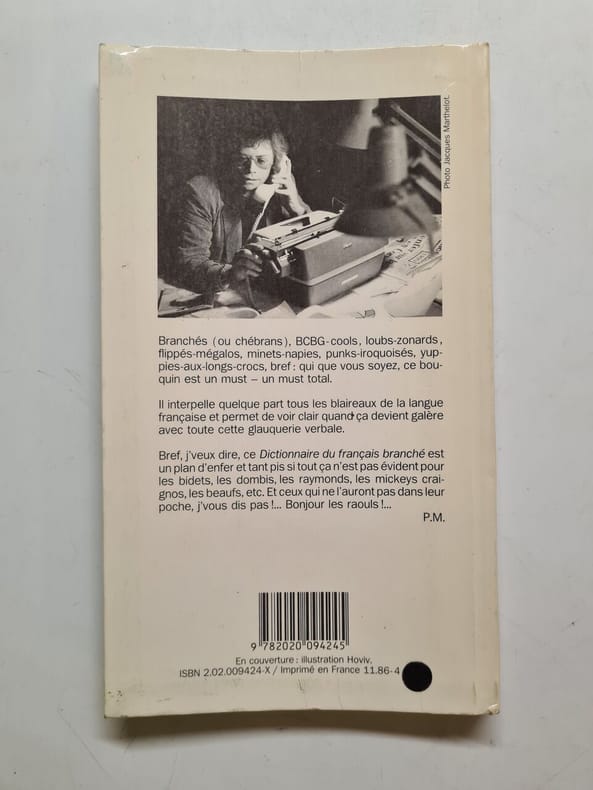 Photo Jacques Marthelot.
Branchés (ou chébrans), BCBG-cools, loubs-zonards,
flippés-mégalos, minets-napies, punks-iroquoisés, yup-
pies-aux-longs-crocs, bref : qui que vous soyez, ce bou-
quin est un must – un must total.
Il interpelle quelque part tous les blaireaux de la langue
française et permet de voir clair quand ça devient galère
avec toute cette glauquerie verbale.
Bref, j'veux dire, ce Dictionnaire du français branché est
un plan d'enfer et tant pis si tout ça n'est pas évident pour
les bidets, les dombis, les raymonds, les mickeys crai-
gnos, les beaufs, etc. Et ceux qui ne l'auront pas dans leur
poche, j'vous dis pas !... Bonjour les raouls !...
P.M.
9 782020 094245
En couverture : illustration Hoviv.
ISBN 2.02.009424-X / Imprimé en France 11.86-4